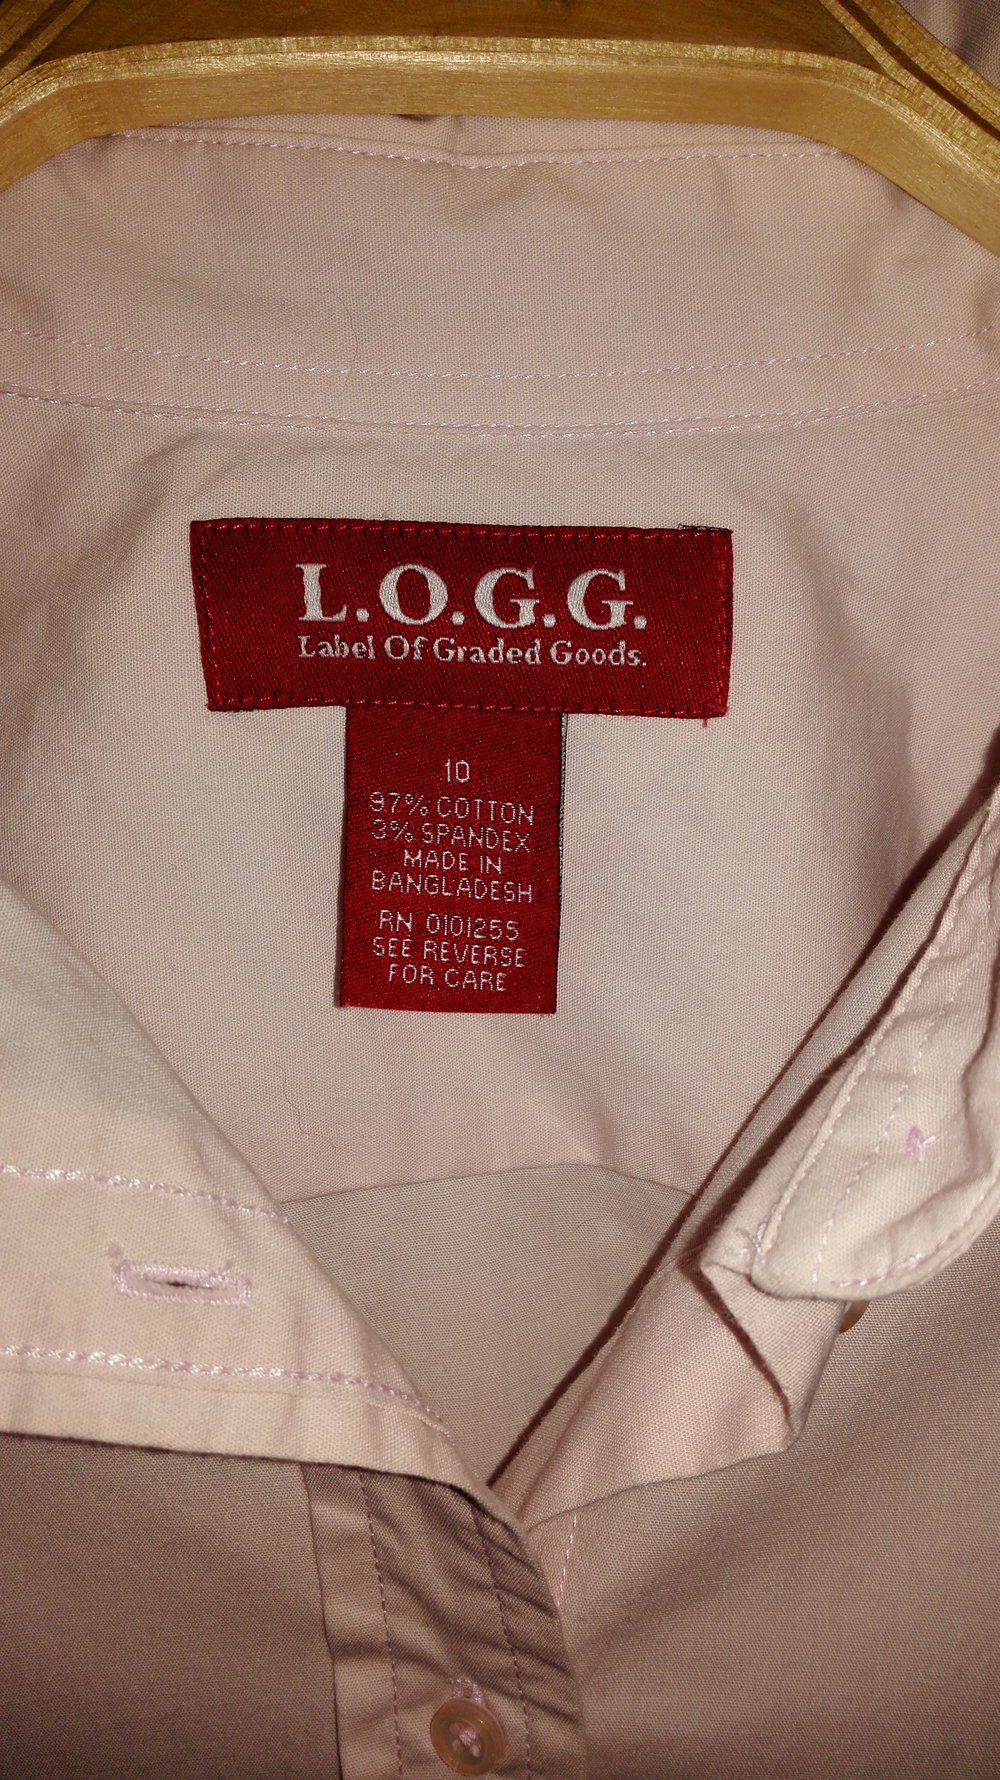 L.O.G.G.
Label Of Graded Goods.
10
97% COTTON
3% SPANDEX
MADE IN
BANGLADESH
RN 0101255
SEE REVERSE
FOR CARE